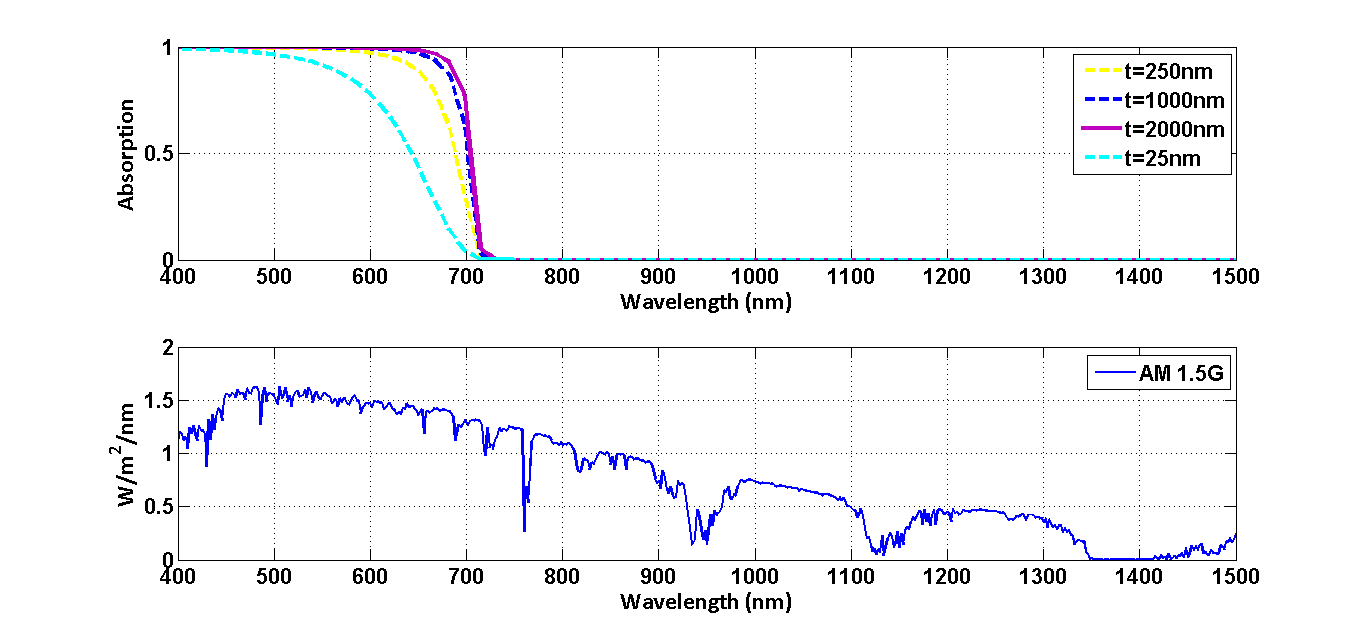 Absorption
1
0.5
0
400 500 600 700 800 900 1000 1100 1200 1300 1400 1500
Wavelength (nm)
t=250nm
t=1000nm
t=2000nm
t=25nm
W/m²/nm
2
1.5
1
0.5
0
400 500 600 700 800 900 1000 1100 1200 1300 1400 1500
Wavelength (nm)
AM 1.5G